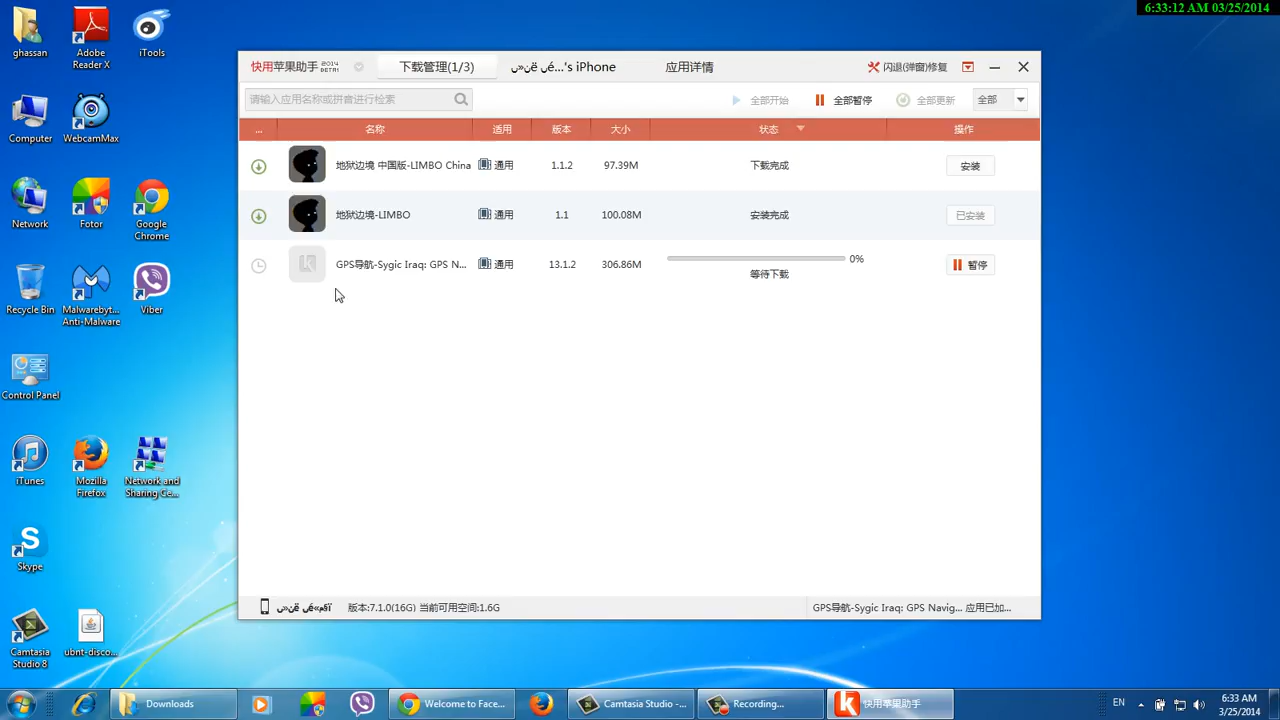 6:33:12 AM 03/25/2014
ghassan
Adobe Reader X
iTools
Computer
WebcamMax
Network
Fotor
Google Chrome
Recycle Bin
Malwarebyt... Anti-Malware
Viber
Control Panel
iTunes
Mozilla Firefox
Network and Sharing Ce...
Skype
Camtasia Studio 8
ubnt-disco...
快用苹果助手 2014 BETA1
下载管理(1/3)
's iPhone
应用详情
闪退(弹窗)修复
请输入应用名称或拼音进行检索
全部开始
全部暂停
全部更新
全部
... 名称 适用 版本 大小 状态 操作
地狱边境 中国版-LIMBO China 通用 1.1.2 97.39M 下载完成 安装
地狱边境-LIMBO 通用 1.1 100.08M 安装完成 已安装
GPS导航-Sygic Iraq: GPS N... 通用 13.1.2 306.86M 0% 暂停
等待下载
版本:7.1.0(16G) 当前可用空间:1.6G
GPS导航-Sygic Iraq: GPS Navig... 应用已加...
Downloads
Welcome to Face...
Camtasia Studio -...
Recording...
快用苹果助手
EN
6:33 AM
3/25/2014